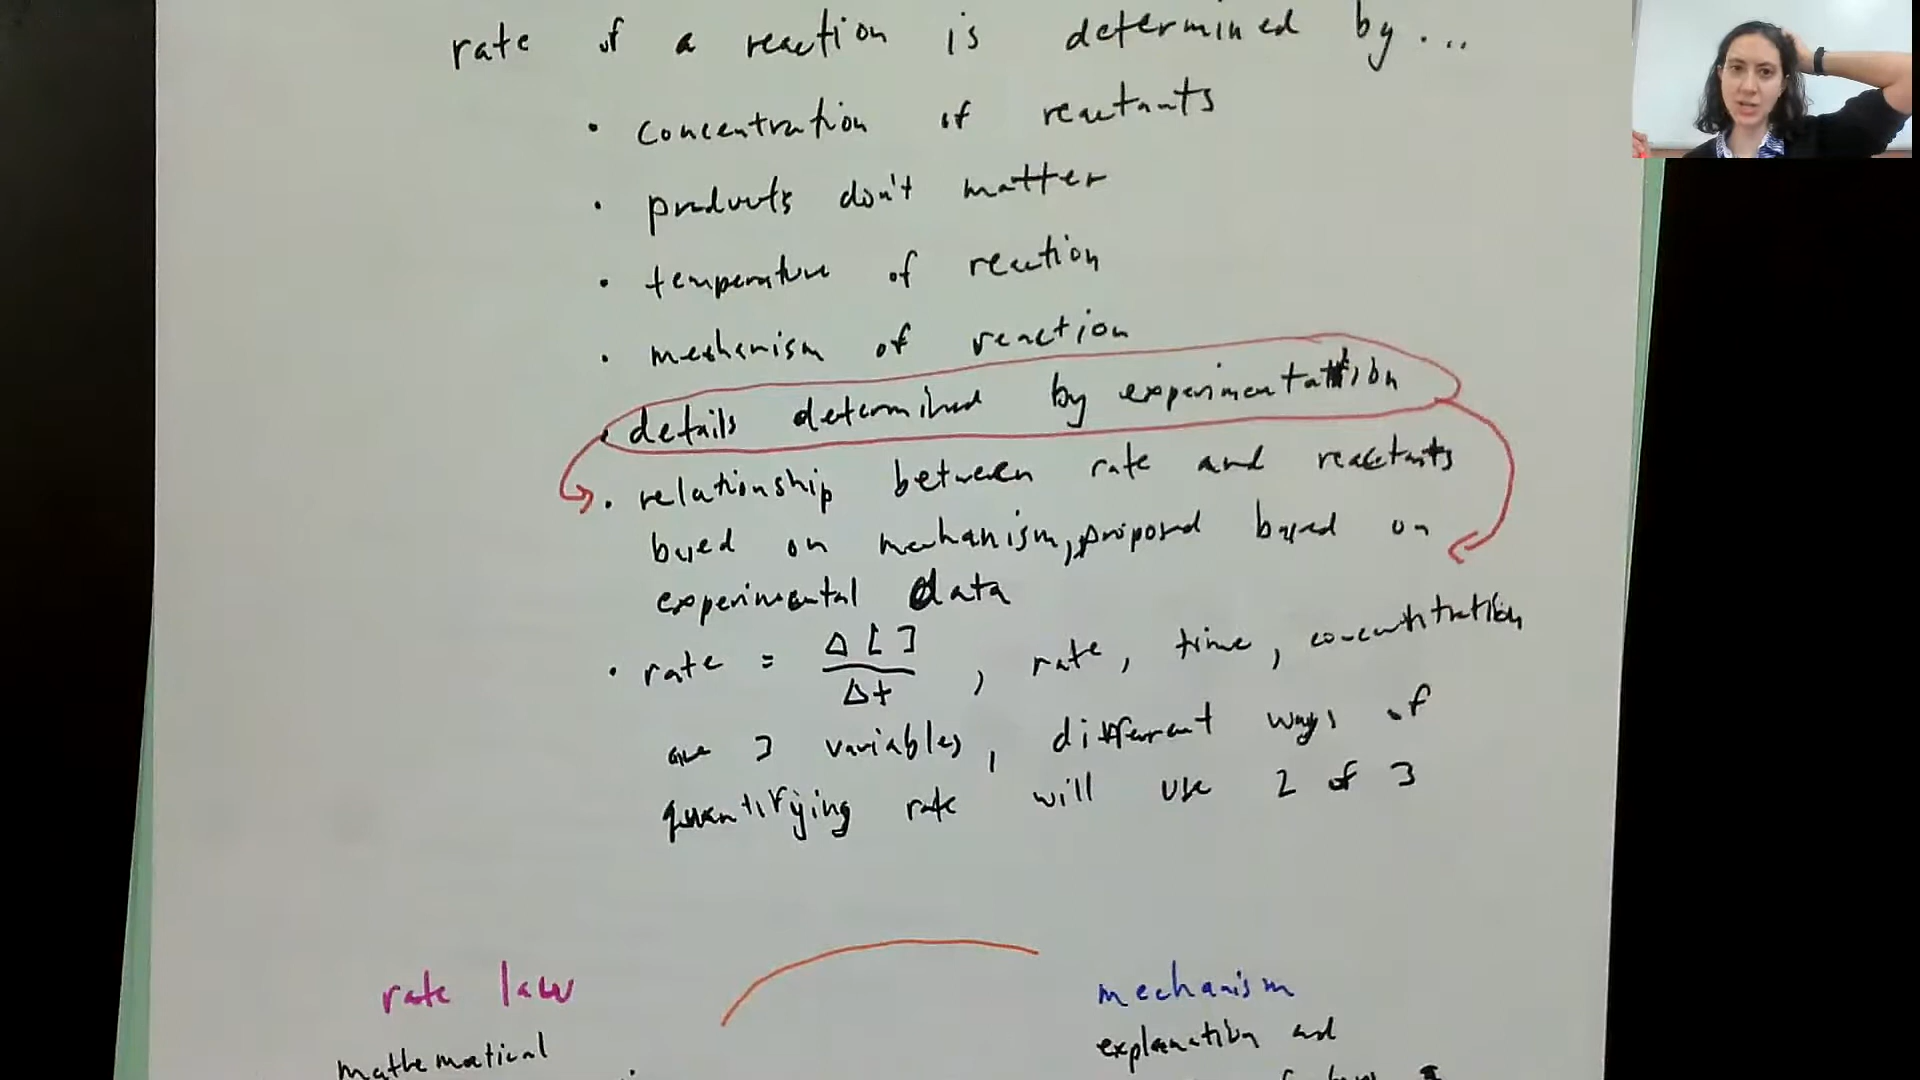 rate of a reaction is determined by...
• concentration of reactants
• products don't matter
• temperature of reaction
• mechanism of reaction
• details determined by experimentation
• relationship between rate and reactants
based on mechanism, proposed based on
experimental data
• rate = Δ[ ] / Δt , rate, time, concentration
are 3 variables, different ways of
quantifying rate will use 2 of 3
rate law
mathematical
mechanism
explanation and